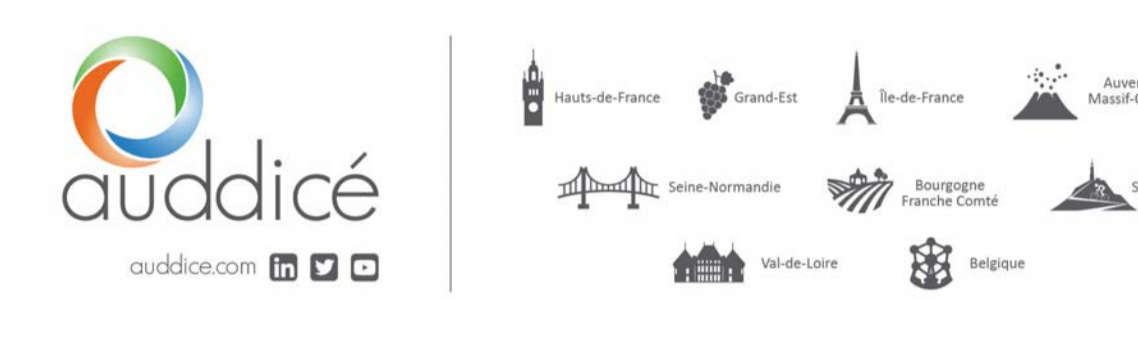 auddicé
auddice.com
Hauts-de-France
Grand-Est
Île-de-France
Seine-Normandie
Bourgogne
Franche Comté
Val-de-Loire
Belgique